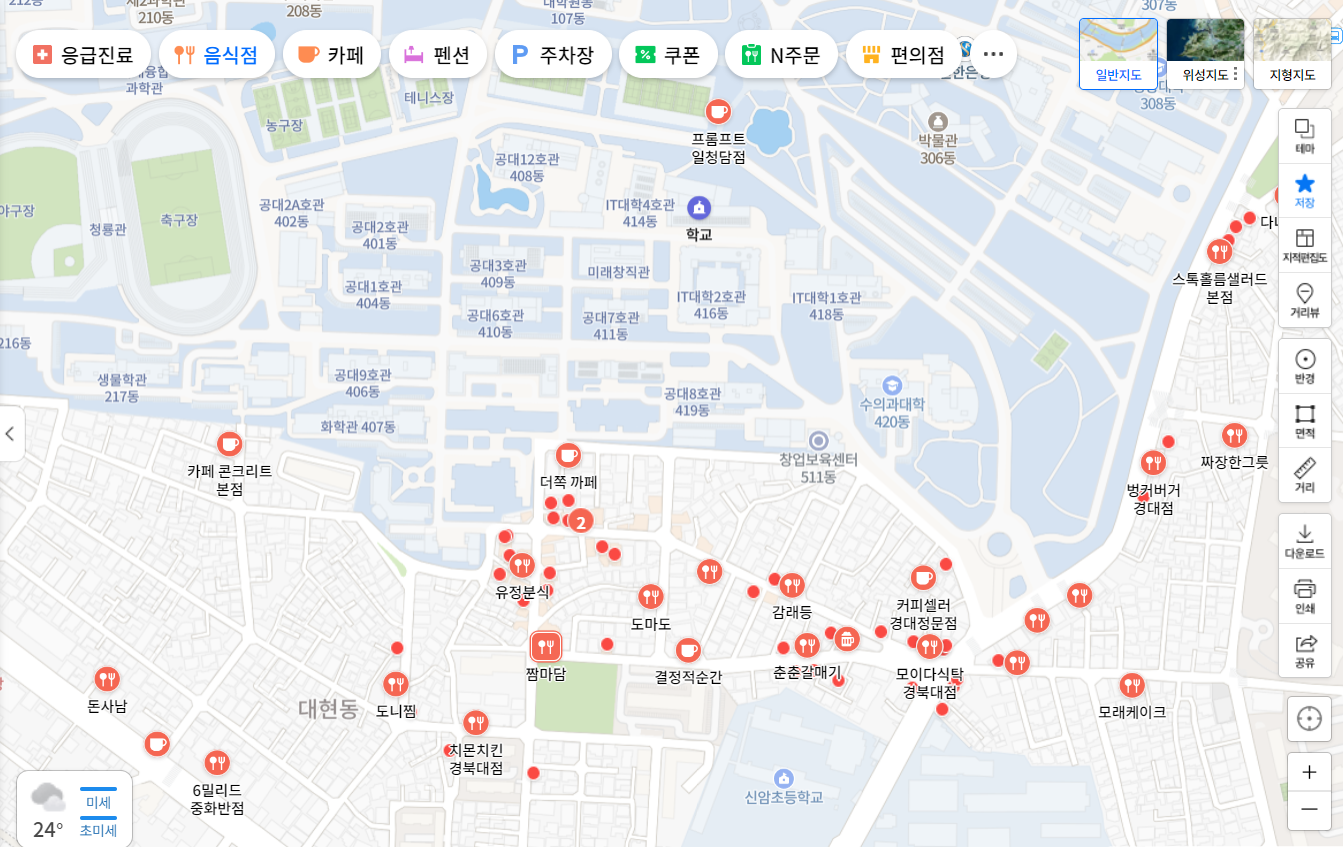 212동
제2과학관
210동
208동
대학원동
107동
307동
응급진료
음식점
카페
펜션
주차장
쿠폰
N주문
편의점
일반지도
위성지도
지형지도
과학관
테니스장
308동
농구장
프롬프트
일청담점
박물관
306동
테마
공대12호관
408동
저장
야구장
청룡관
축구장
공대2A호관
402동
공대2호관
401동
IT대학4호관
414동
학교
지적편집도
공대3호관
409동
미래창직관
스톡홀름샐러드
본점
공대1호관
404동
IT대학2호관
416동
IT대학1호관
418동
거리뷰
공대6호관
410동
공대7호관
411동
216동
생물학관
217동
공대9호관
406동
공대8호관
419동
수의과대학
420동
반경
화학관 407동
면적
카페 콘크리트
본점
더쪽 까페
창업보육센터
511동
짜장한그릇
거리
벙커버거
경대점
2
다운로드
유정분식
도마도
감래등
커피셀러
경대정문점
인쇄
짬마담
결정적순간
춘춘갈매기
모이다식탁
경북대점
공유
돈사남
대현동
도니찜
모래케이크
치몬치킨
경북대점
6밀리드
중화반점
신암초등학교
미세
24°
초미세